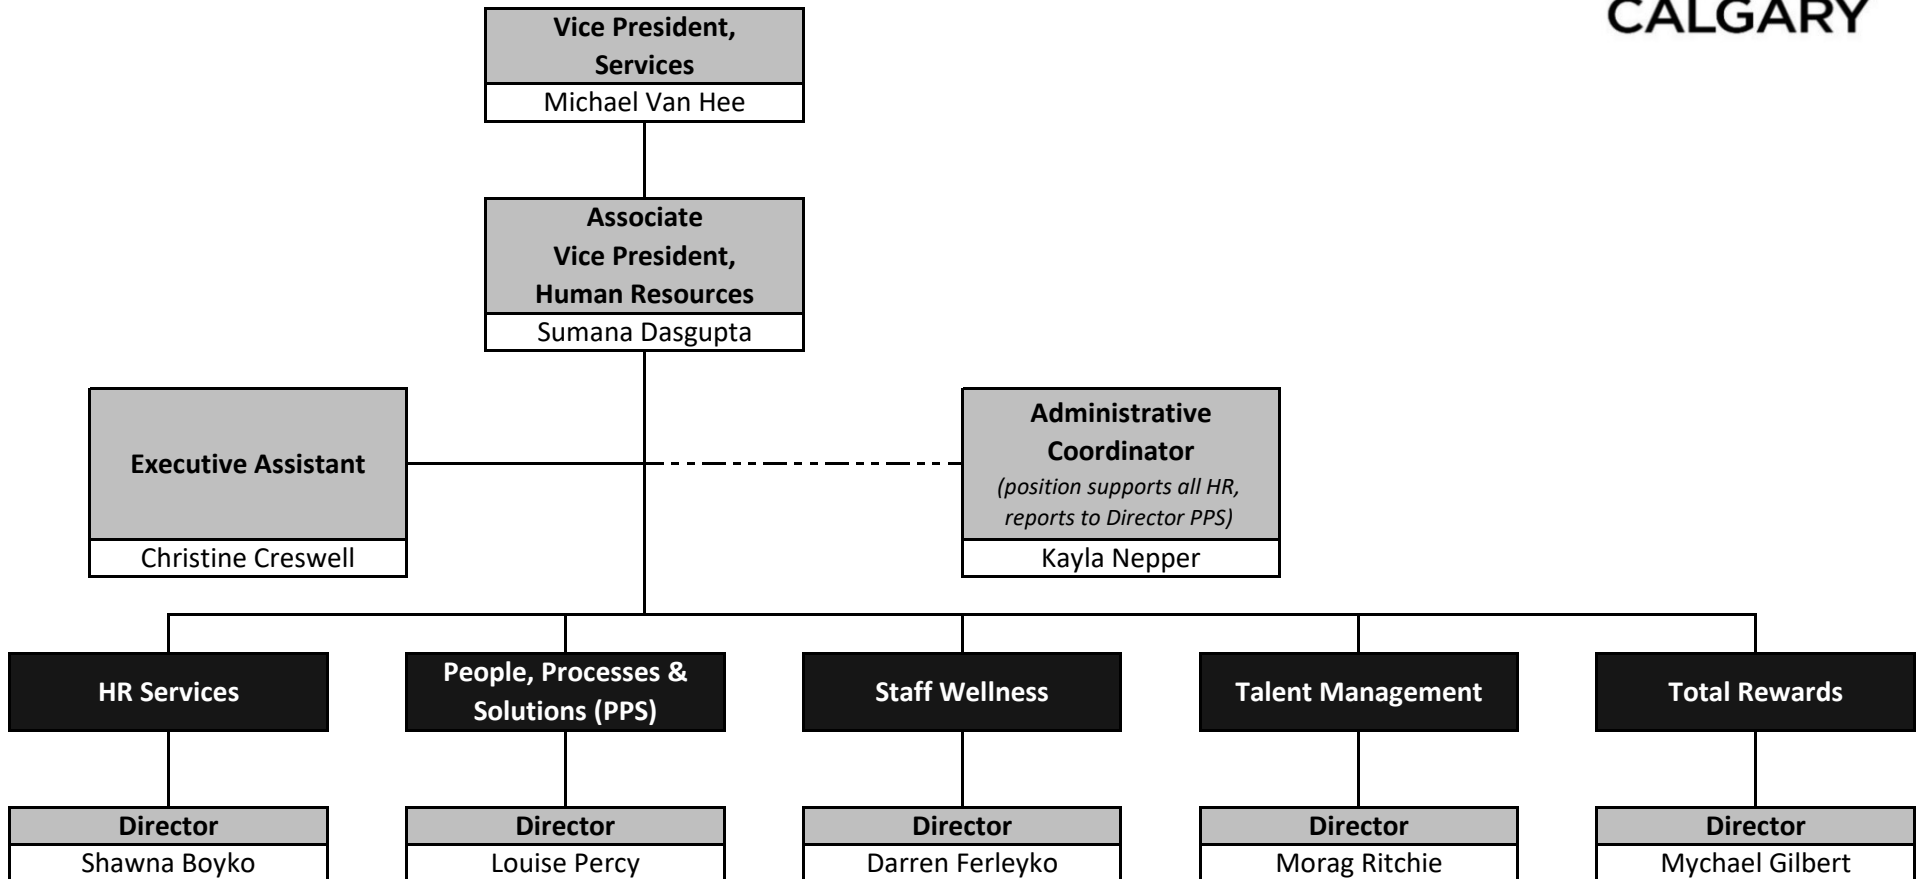 CALGARY
Vice President,
Services
Michael Van Hee
Associate
Vice President,
Human Resources
Sumana Dasgupta
Executive Assistant
Christine Creswell
Administrative
Coordinator
(position supports all HR,
reports to Director PPS)
Kayla Nepper
HR Services
People, Processes &
Solutions (PPS)
Staff Wellness
Talent Management
Total Rewards
Director
Shawna Boyko
Director
Louise Percy
Director
Darren Ferleyko
Director
Morag Ritchie
Director
Mychael Gilbert